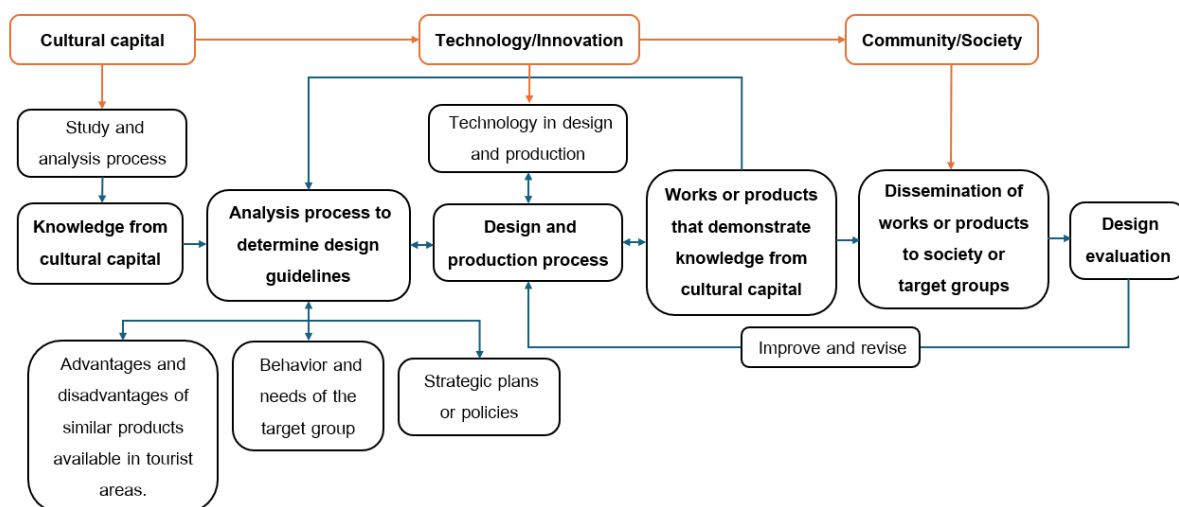 Cultural capital
Technology/Innovation
Community/Society
Study and
analysis process
Technology in design
and production
Knowledge from
cultural capital
Analysis process to
determine design
guidelines
Design and
production process
Works or products
that demonstrate
knowledge from
cultural capital
Dissemination of
works or products
to society or
target groups
Design
evaluation
Improve and revise
Advantages and
disadvantages of
similar products
available in tourist
areas.
Behavior and
needs of the
target group
Strategic plans
or policies